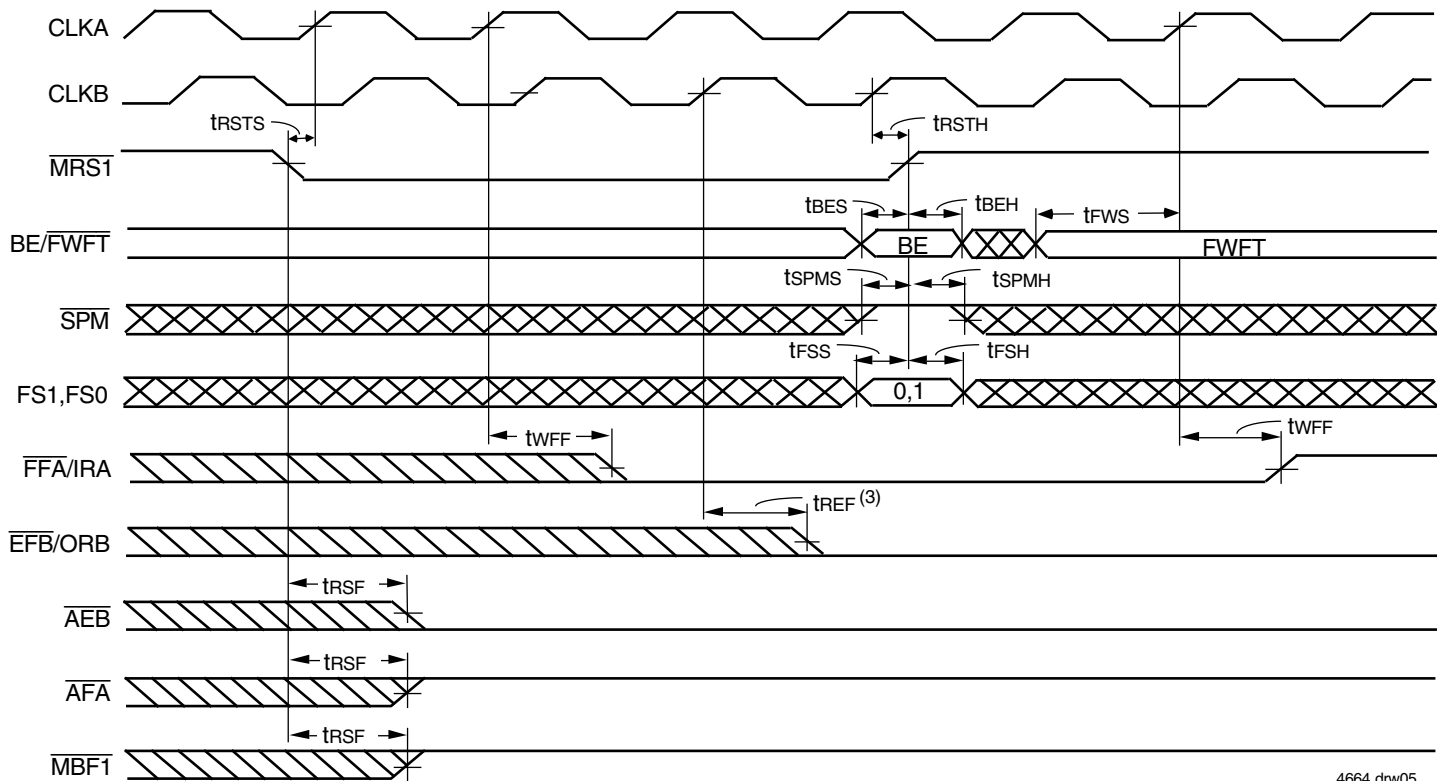 CLKA
CLKB
tRSTS
tRSTH
MRS1
tBES
tBEH
tFWS
BE/FWFT
BE
FWFT
tSPMS
tSPMH
SPM
tFSS
tFSH
FS1,FS0
0,1
tWFF
tWFF
FFA/IRA
tREF (3)
EFB/ORB
tRSF
AEB
tRSF
AFA
tRSF
MBF1
4664 drw05